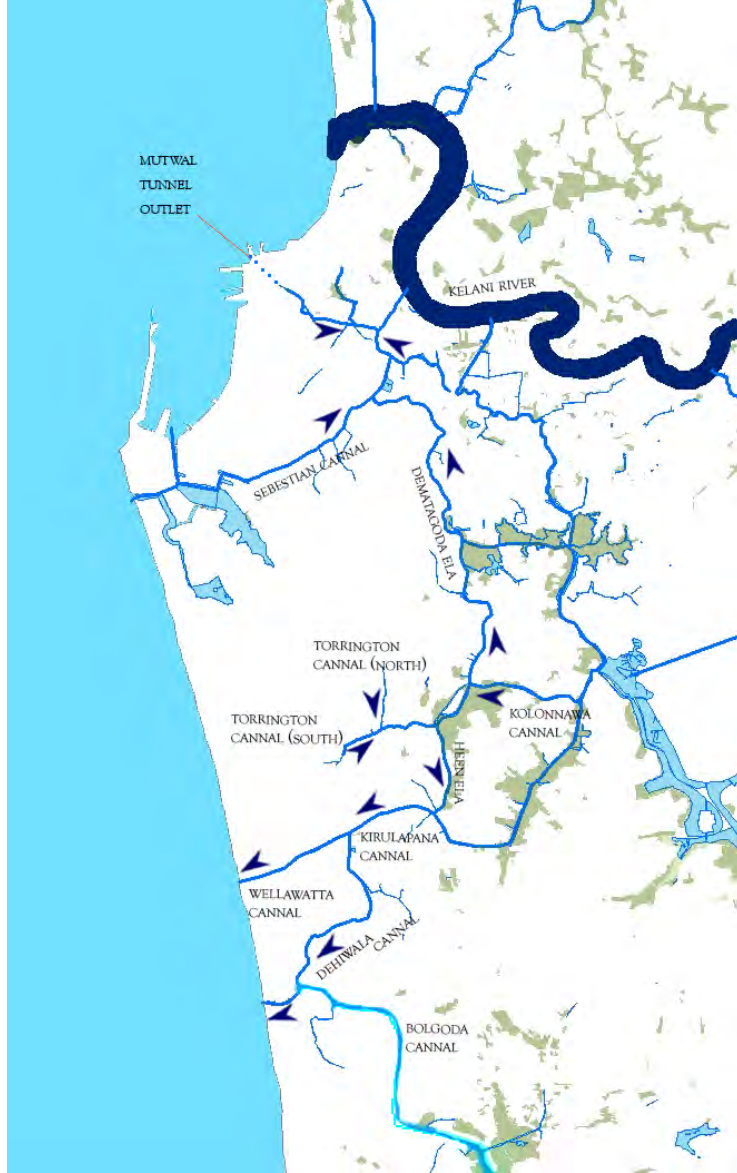 MUTWAL
TUNNEL
OUTLET
KELANI RIVER
SEBESTIAN CANNAL
DEMATAGODA ELA
TORRINGTON
CANNAL (NORTH)
TORRINGTON
CANNAL (SOUTH)
KOLONNAWA
CANNAL
HEEN ELA
KIRULAPANA
CANNAL
WELLAWATTA
CANNAL
DEHIWALA CANNAL
BOLGODA
CANNAL